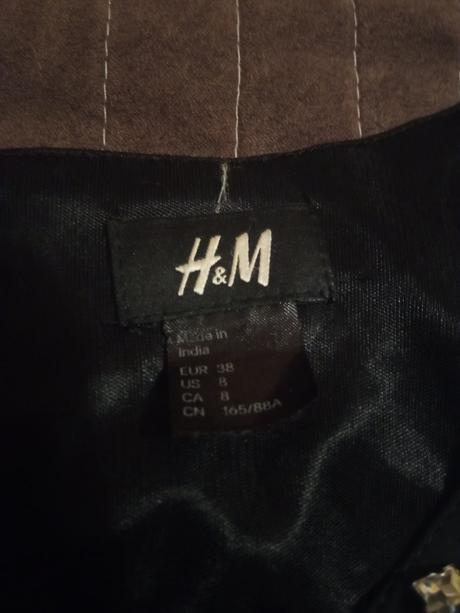 H&M
Made in
India
EUR 38
US 8
CA 8
CN 165/88A